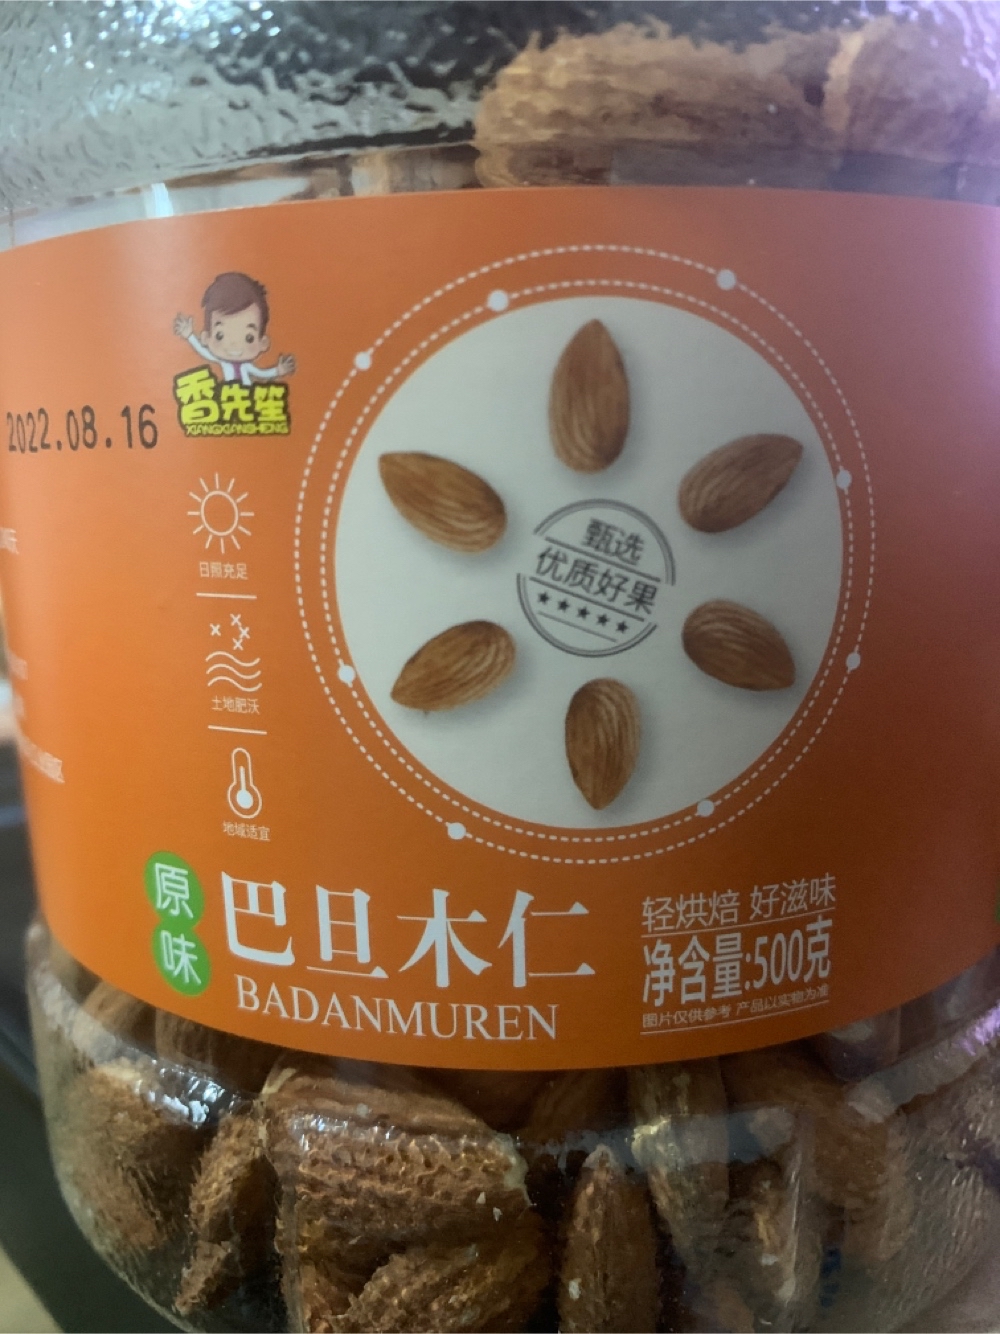 2022.08.16
香先笙
XIANGXIANSHENG
日照充足
土地肥沃
地域适宜
甄选
优质好果
原味
巴旦木仁
BADANMUREN
轻烘焙 好滋味
净含量:500克
图片仅供参考 产品以实物为准